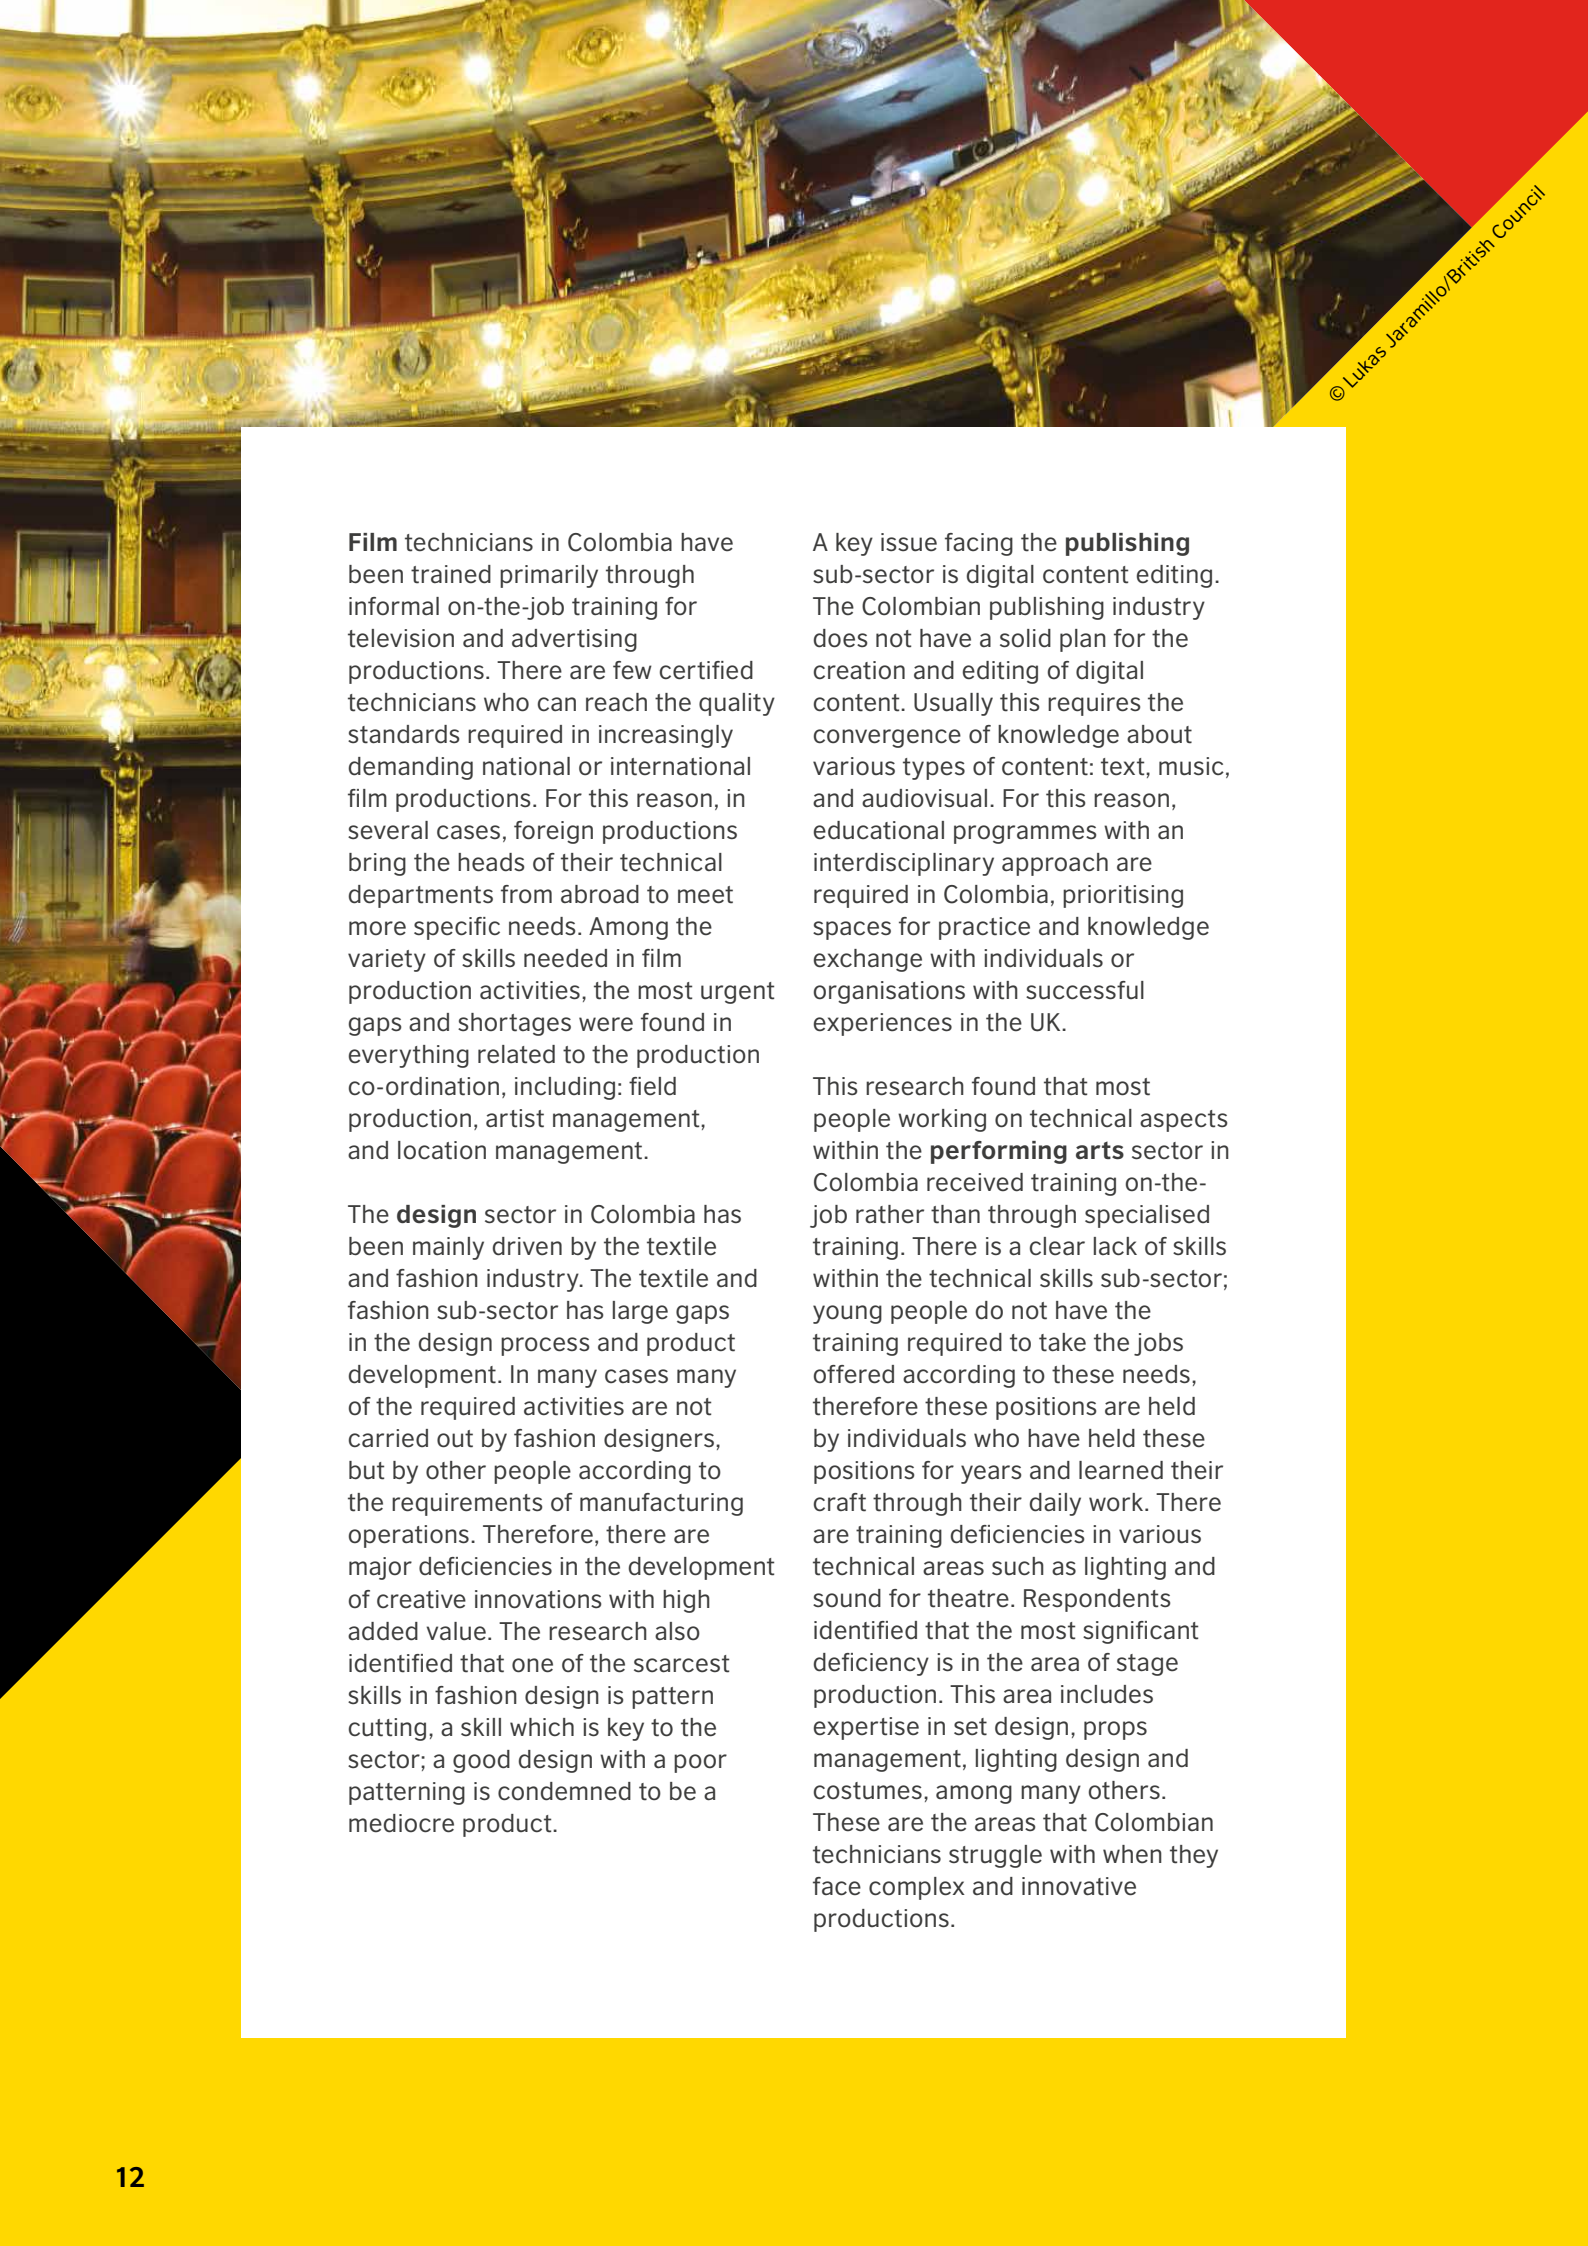 © Lukas Jaramillo/British Council
Film technicians in Colombia have
been trained primarily through
informal on-the-job training for
television and advertising
productions. There are few certified
technicians who can reach the quality
standards required in increasingly
demanding national or international
film productions. For this reason, in
several cases, foreign productions
bring the heads of their technical
departments from abroad to meet
more specific needs. Among the
variety of skills needed in film
production activities, the most urgent
gaps and shortages were found in
everything related to the production
co-ordination, including: field
production, artist management,
and location management.
The design sector in Colombia has
been mainly driven by the textile
and fashion industry. The textile and
fashion sub-sector has large gaps
in the design process and product
development. In many cases many
of the required activities are not
carried out by fashion designers,
but by other people according to
the requirements of manufacturing
operations. Therefore, there are
major deficiencies in the development
of creative innovations with high
added value. The research also
identified that one of the scarcest
skills in fashion design is pattern
cutting, a skill which is key to the
sector; a good design with a poor
patterning is condemned to be a
mediocre product.
A key issue facing the publishing
sub-sector is digital content editing.
The Colombian publishing industry
does not have a solid plan for the
creation and editing of digital
content. Usually this requires the
convergence of knowledge about
various types of content: text, music,
and audiovisual. For this reason,
educational programmes with an
interdisciplinary approach are
required in Colombia, prioritising
spaces for practice and knowledge
exchange with individuals or
organisations with successful
experiences in the UK.
This research found that most
people working on technical aspects
within the performing arts sector in
Colombia received training on-the-
job rather than through specialised
training. There is a clear lack of skills
within the technical skills sub-sector;
young people do not have the
training required to take the jobs
offered according to these needs,
therefore these positions are held
by individuals who have held these
positions for years and learned their
craft through their daily work. There
are training deficiencies in various
technical areas such as lighting and
sound for theatre. Respondents
identified that the most significant
deficiency is in the area of stage
production. This area includes
expertise in set design, props
management, lighting design and
costumes, among many others.
These are the areas that Colombian
technicians struggle with when they
face complex and innovative
productions.
12